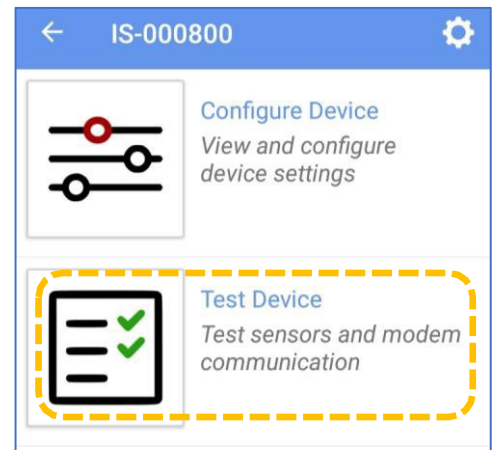 IS-000800
Configure Device
View and configure
device settings
Test Device
Test sensors and modem
communication